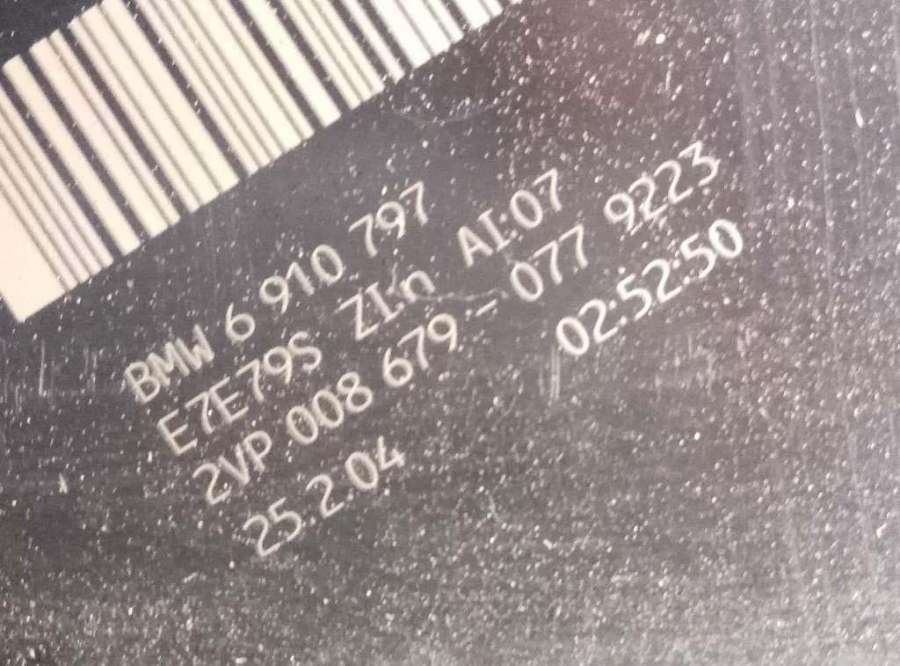 BMW 6 910 797
E7E79S ZI:n AI:07
2VP 008 679-077 9223
25.2.04 02:52:50